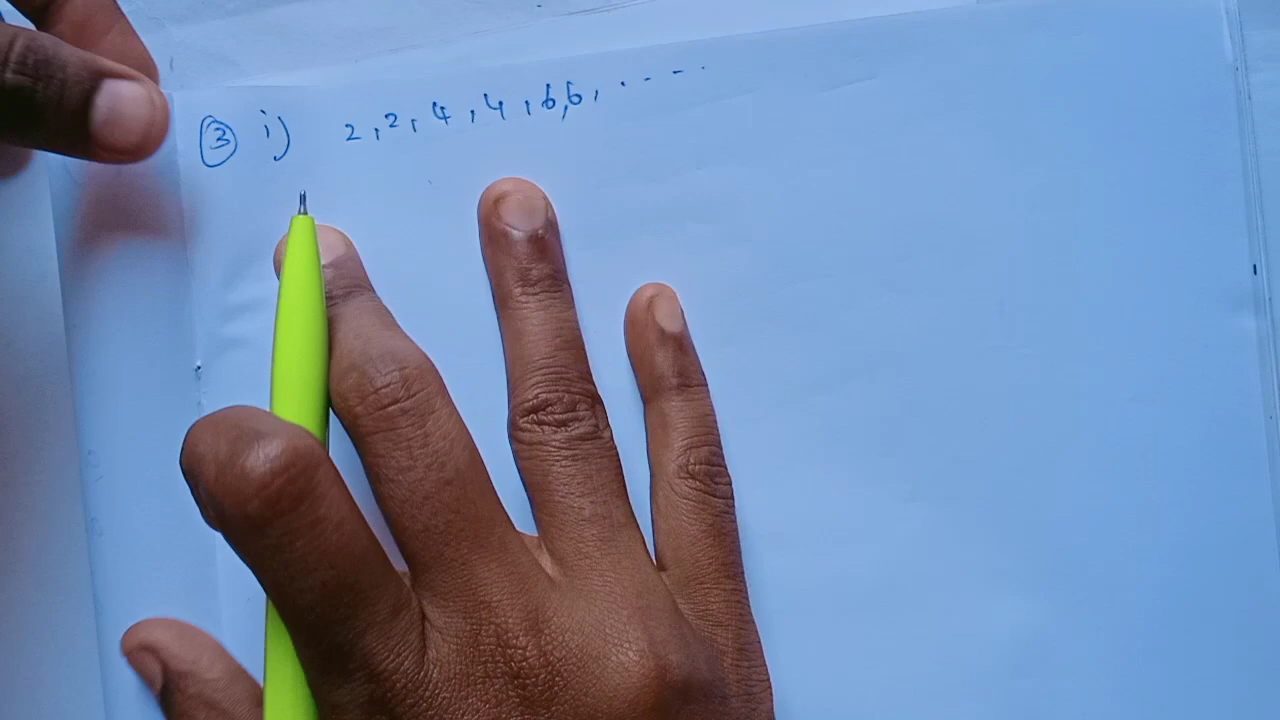 ③ i) 2, 2, 4, 4, 6, 6, ....